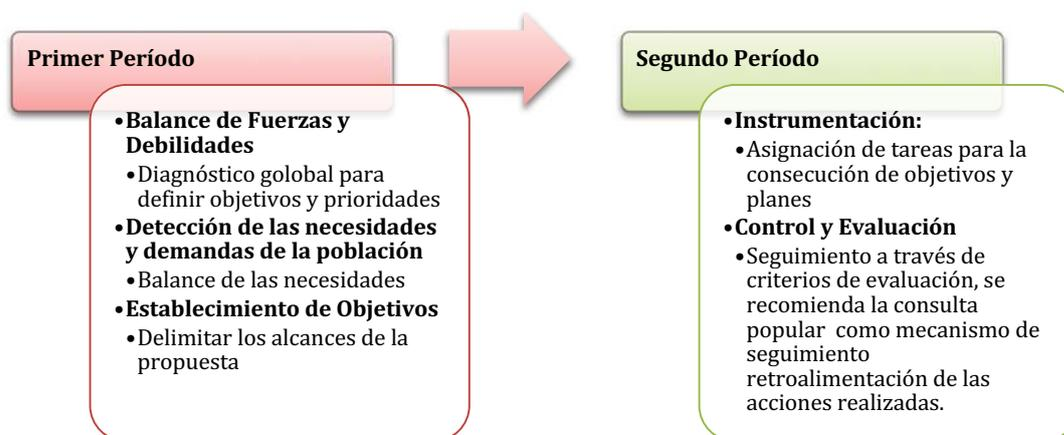 Primer Período
•Balance de Fuerzas y
Debilidades
•Diagnóstico golobal para
definir objetivos y prioridades
•Detección de las necesidades
y demandas de la población
•Balance de las necesidades
•Establecimiento de Objetivos
•Delimitar los alcances de la
propuesta
Segundo Período
•Instrumentación:
•Asignación de tareas para la
consecución de objetivos y
planes
•Control y Evaluación
•Seguimiento a través de
criterios de evaluación, se
recomienda la consulta
popular como mecanismo de
seguimiento
retroalimentación de las
acciones realizadas.